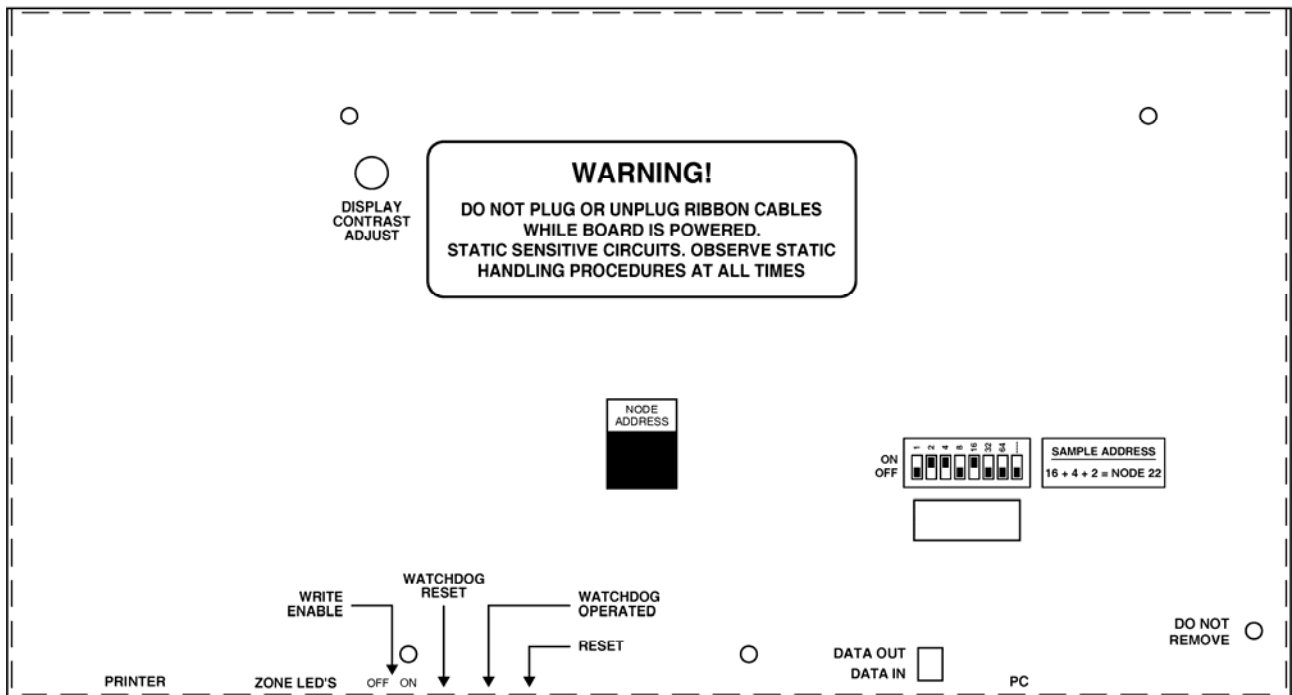 DISPLAY
CONTRAST
ADJUST
WARNING!
DO NOT PLUG OR UNPLUG RIBBON CABLES
WHILE BOARD IS POWERED.
STATIC SENSITIVE CIRCUITS. OBSERVE STATIC
HANDLING PROCEDURES AT ALL TIMES
NODE
ADDRESS
1 2 4 8 16 32 64 ----
ON
OFF
SAMPLE ADDRESS
16 + 4 + 2 = NODE 22
WRITE
ENABLE
WATCHDOG
RESET
WATCHDOG
OPERATED
RESET
DO NOT
REMOVE
DATA OUT
DATA IN
PRINTER
ZONE LED'S
OFF ON
PC